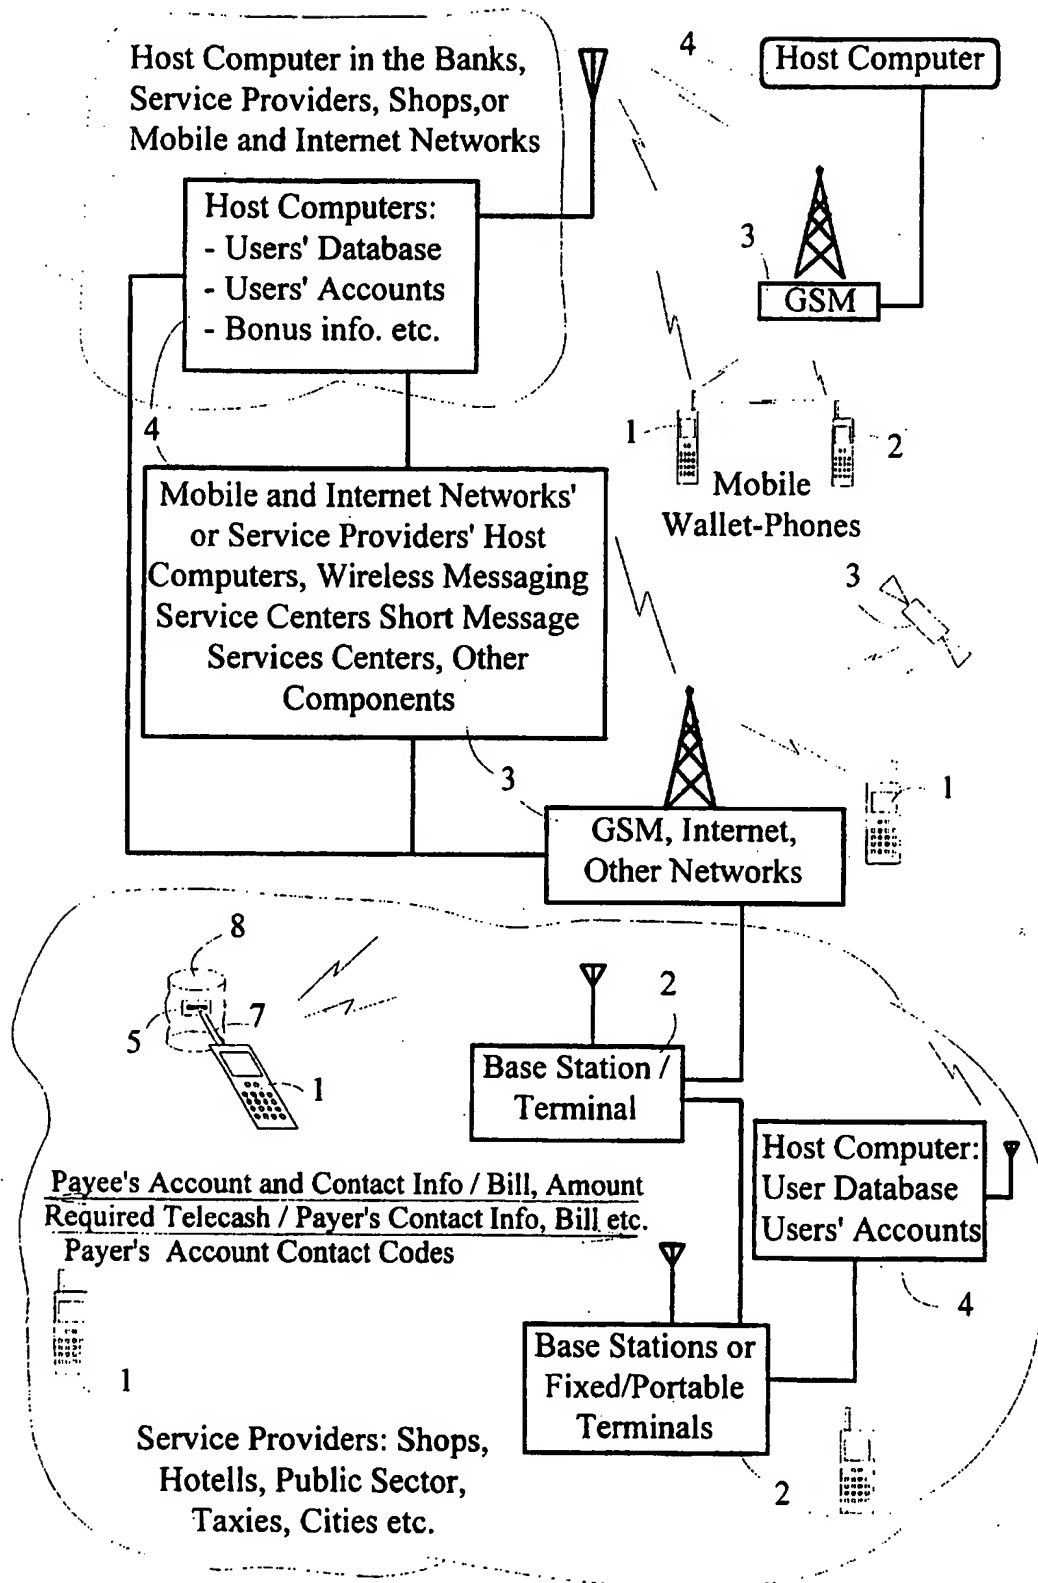 Host Computer in the Banks,
Service Providers, Shops,or
Mobile and Internet Networks
4
Host Computer
Host Computers:
- Users' Database
- Users' Accounts
- Bonus info. etc.
3
GSM
4
1
2
Mobile
Wallet-Phones
Mobile and Internet Networks'
or Service Providers' Host
Computers, Wireless Messaging
Service Centers Short Message
Services Centers, Other
Components
3
3
1
GSM, Internet,
Other Networks
8
5
7
1
2
Base Station /
Terminal
Host Computer:
User Database
Users' Accounts
4
Payee's Account and Contact Info / Bill, Amount
Required Telecash / Payer's Contact Info, Bill etc.
Payer's Account Contact Codes
1
Base Stations or
Fixed/Portable
Terminals
2
Service Providers: Shops,
Hotells, Public Sector,
Taxies, Cities etc.